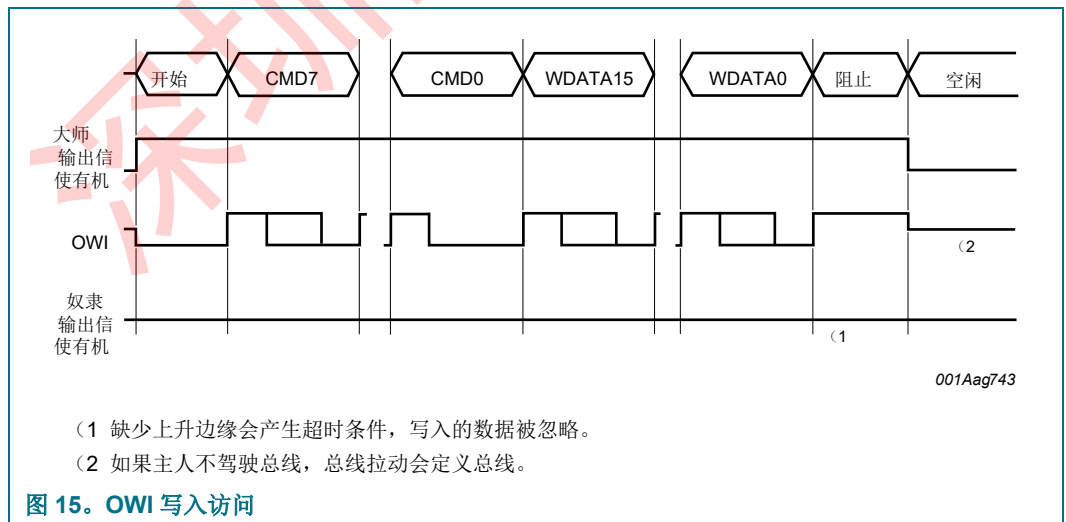 深圳
开始 CMD7 CMD0 WDATA15 WDATA0 阻止 空闲
大师
输出信
使有机
OWI
（2
奴隶
输出信
使有机
（1
001Aag743
（1 缺少上升边缘会产生超时条件，写入的数据被忽略。
（2 如果主人不驾驶总线，总线拉动会定义总线。
图 15。OWI 写入访问